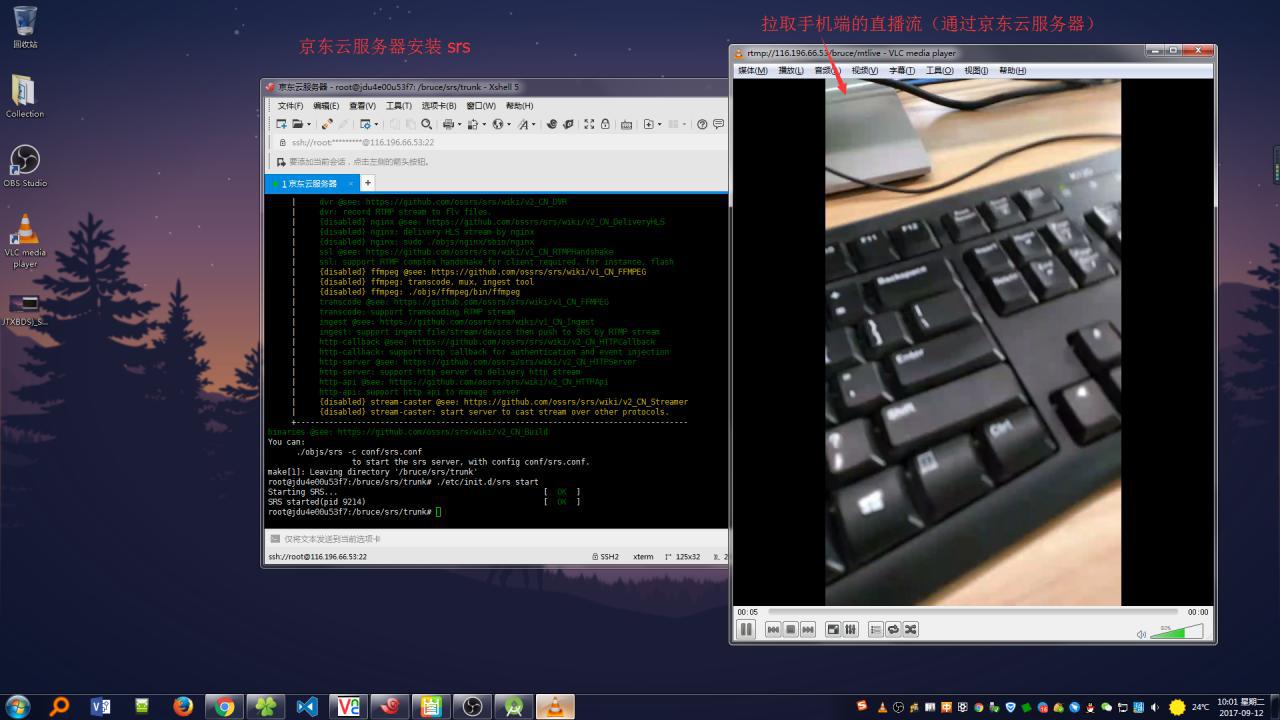 回收站
Collection
OBS Studio
VLC media
player
JTXBDSJ_S...
京东云服务器安装 srs
拉取手机端的直播流（通过京东云服务器）
京东云服务器 - root@jdu4e00u53f7: /bruce/srs/trunk - Xshell 5
文件(F) 编辑(E) 查看(V) 工具(T) 选项卡(B) 窗口(W) 帮助(H)
ssh://root:*********@116.196.66.53:22
要添加当前会话，点击左侧的箭头按钮。
1 京东云服务器 × +
| dvr @see: https://github.com/ossrs/srs/wiki/v2_CN_DVR
| dvr: record RTMP stream to flv files.
| {disabled} nginx @see: https://github.com/ossrs/srs/wiki/v2_CN_DeliveryHLS
| {disabled} nginx: delivery HLS stream by nginx
| {disabled} nginx: sudo ./objs/nginx/sbin/nginx
| ssl @see: https://github.com/ossrs/srs/wiki/v1_CN_RTMPHandshake
| ssl: support RTMP complex handshake for client required, for instance, flash
| {disabled} ffmpeg @see: https://github.com/ossrs/srs/wiki/v1_CN_FFMPEG
| {disabled} ffmpeg: transcode, mux, ingest tool
| {disabled} ffmpeg: ./objs/ffmpeg/bin/ffmpeg
| transcode @see: https://github.com/ossrs/srs/wiki/v1_CN_FFMPEG
| transcode: support transcoding RTMP stream
| ingest @see: https://github.com/ossrs/srs/wiki/v1_CN_Ingest
| ingest: support ingest file/stream/device then push to SRS by RTMP stream
| http-callback @see: https://github.com/ossrs/srs/wiki/v2_CN_HTTPCallback
| http-callback: support http callback for authentication and event injection
| http-server @see: https://github.com/ossrs/srs/wiki/v2_CN_HTTPServer
| http-server: support http server to delivery http stream
| http-api @see: https://github.com/ossrs/srs/wiki/v2_CN_HTTPApi
| http-api: support http api to manage server
| {disabled} stream-caster @see: https://github.com/ossrs/srs/wiki/v2_CN_Streamer
| {disabled} stream-caster: start server to cast stream over other protocols.
binaries @see: https://github.com/ossrs/srs/wiki/v2_CN_Build
You can:
./objs/srs -c conf/srs.conf
to start the srs server, with config conf/srs.conf.
make[1]: Leaving directory '/bruce/srs/trunk'
root@jdu4e00u53f7:/bruce/srs/trunk# ./etc/init.d/srs start
Starting SRS... [ OK ]
SRS started(pid 9214) [ OK ]
root@jdu4e00u53f7:/bruce/srs/trunk#
仅将文本发送到当前选项卡
ssh://root@116.196.66.53:22 SSH2 xterm 125x32
rtmp://116.196.66.53/bruce/mtlive - VLC media player
媒体(M) 播放(L) 音频(A) 视频(V) 字幕(T) 工具(O) 视图(I) 帮助(H)
F11
F12
Backspace
Enter
Shift
Ctrl
00:05 00:00
80%
24℃
10:01 星期二
2017-09-12